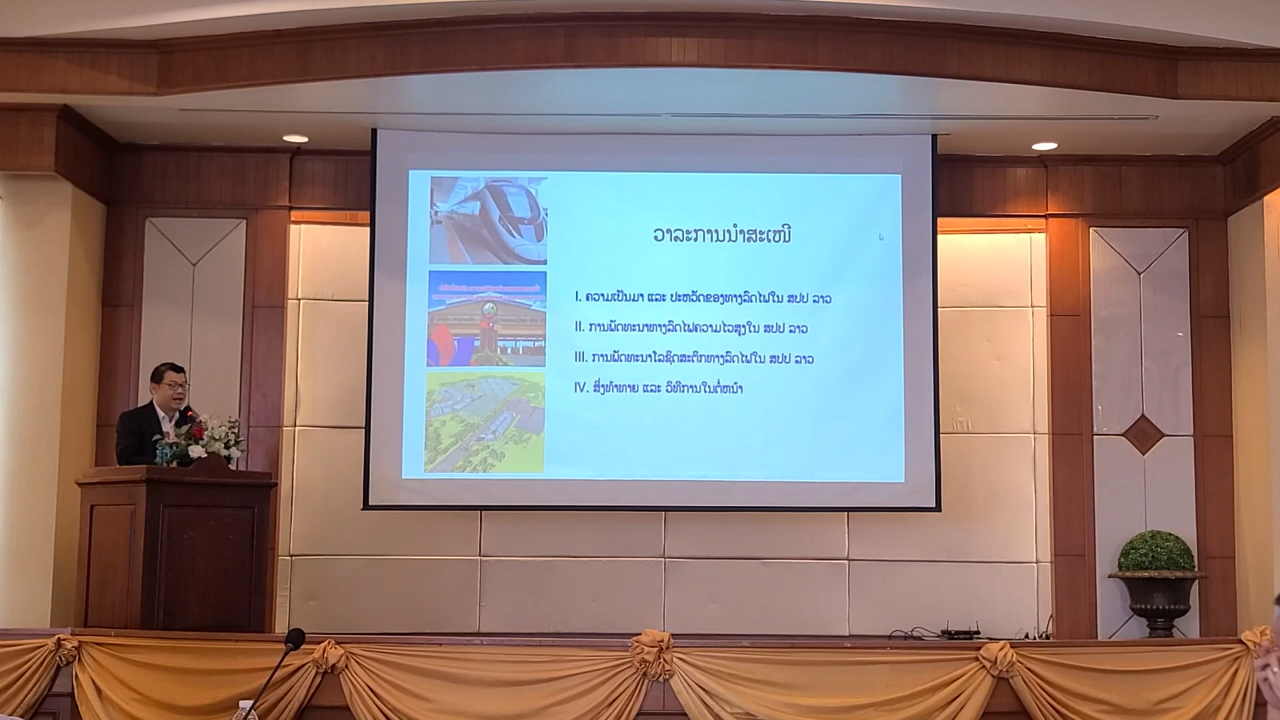 ວາລະການນຳສະເໜີ
I. ຄວາມເປັນມາ ແລະ ປະຫວັດຂອງທາງລົດໄຟໃນ ສປປ ລາວ
II. ການພັດທະນາທາງລົດໄຟຄວາມໄວສູງໃນ ສປປ ລາວ
III. ການພັດທະນາໂລຊິດສະຕິກທາງລົດໄຟໃນ ສປປ ລາວ
IV. ສິ່ງທ້າທາຍ ແລະ ວິທີການໃນຕໍ່ຫນ້າ